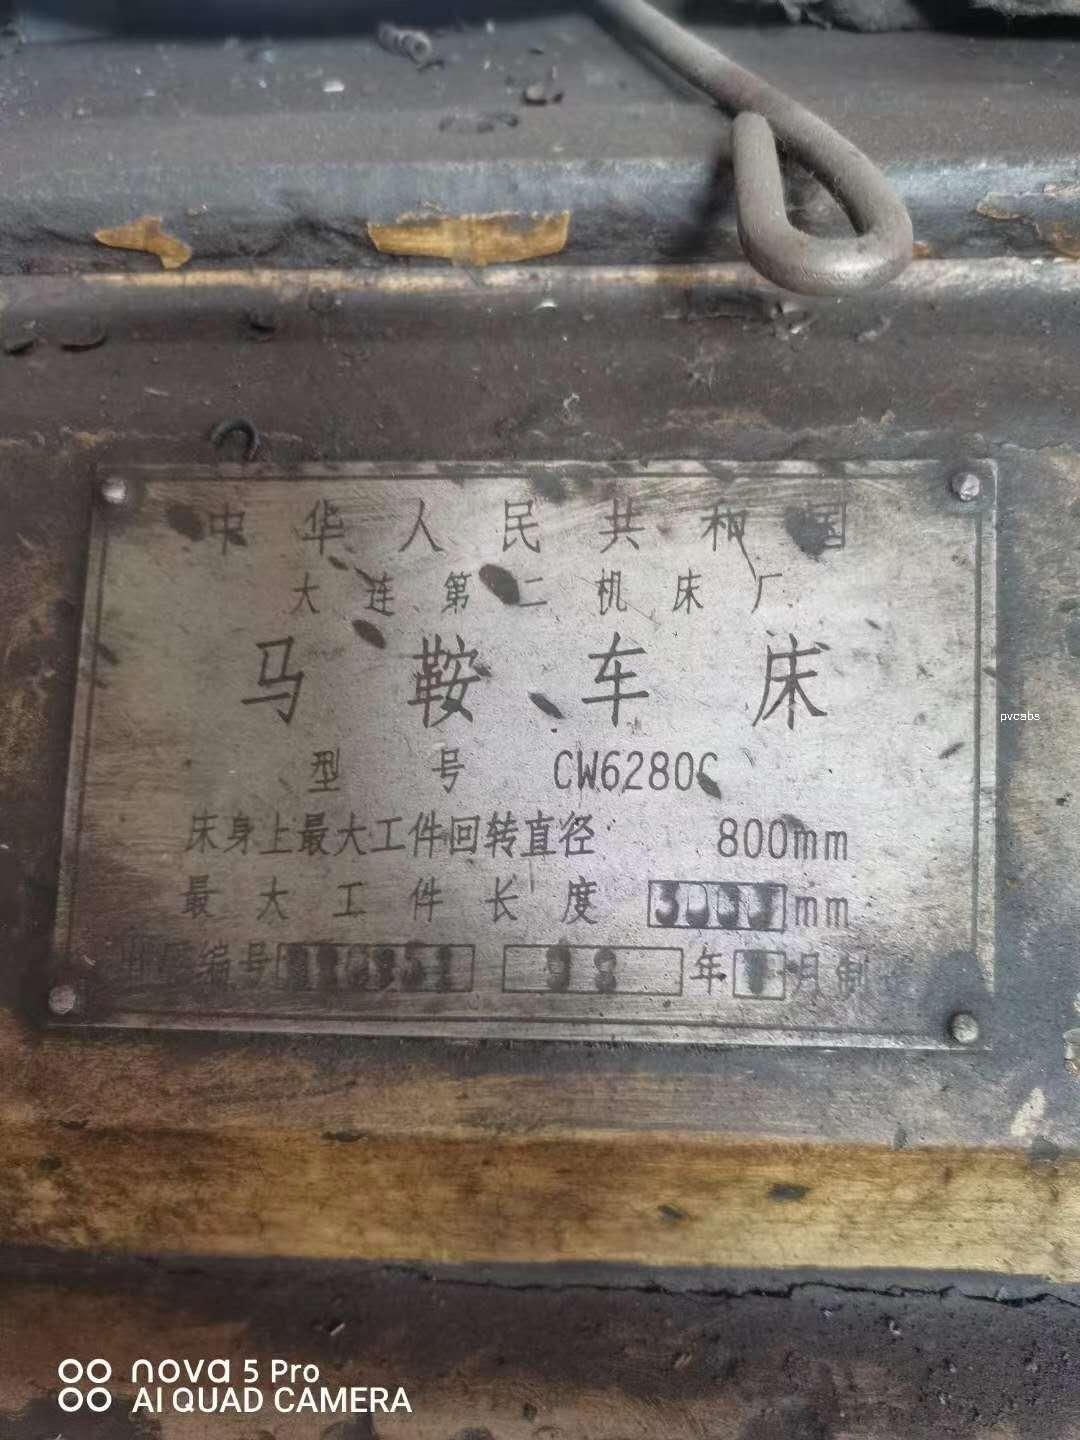 中华人民共和国
大连第二机床厂
马鞍车床
型号 CW6280C
床身上最大工件回转直径 800mm
最大工件长度 mm
编号 98 年 月制
pvcabs
nova 5 Pro
AI QUAD CAMERA